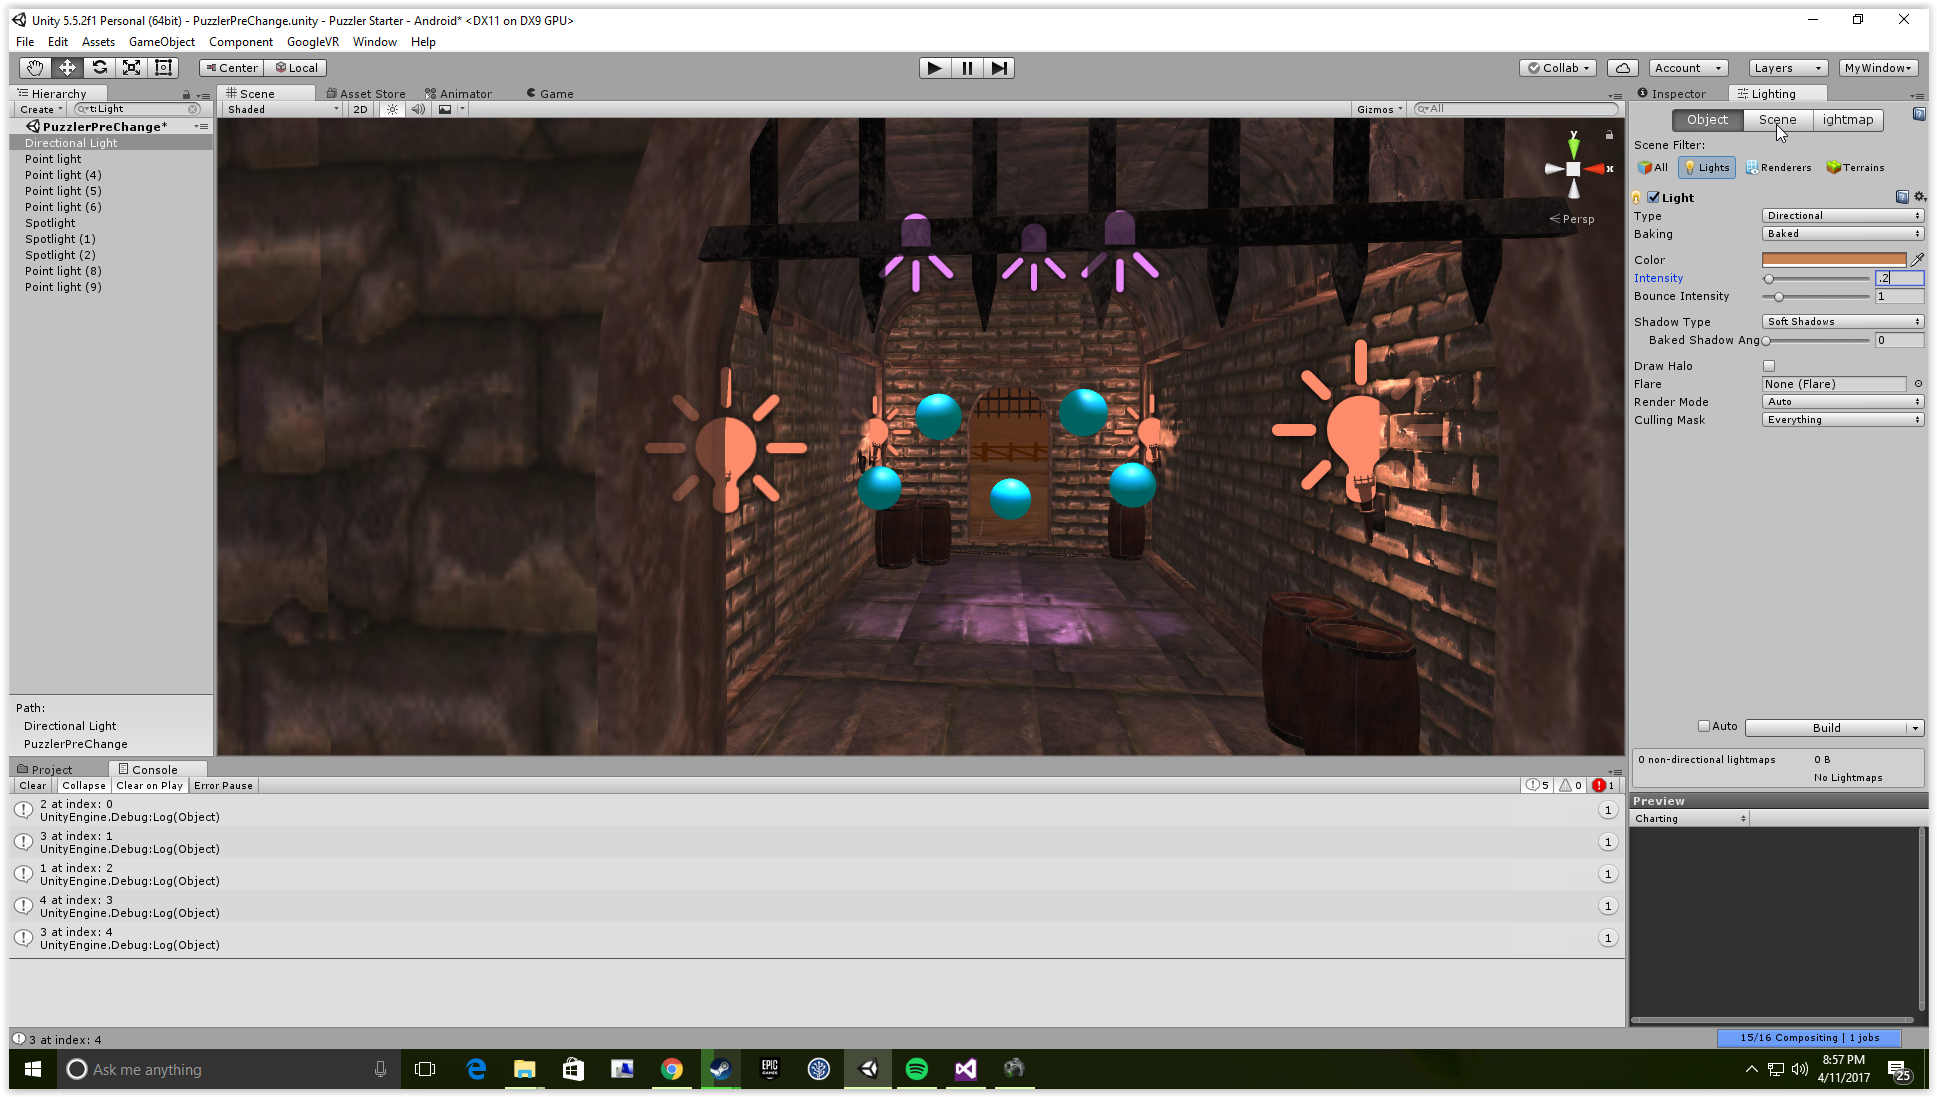 Unity 5.5.2f1 Personal (64bit) - PuzzlerPreChange.unity - Puzzler Starter - Android* <DX11 on DX9 GPU>
File Edit Assets GameObject Component GoogleVR Window Help
Center Local Collab Account Layers MyWindow
Hierarchy
Create t:Light
PuzzlerPreChange*
Directional Light
Point light
Point light (4)
Point light (5)
Point light (6)
Spotlight
Spotlight (1)
Spotlight (2)
Point light (8)
Point light (9)
Path:
Directional Light
PuzzlerPreChange
Scene Asset Store Animator Game
Shaded 2D Gizmos All
y
x
Persp
Inspector Lighting
Object Scene ightmap
Scene Filter:
All Lights Renderers Terrains
Light
Type Directional
Baking Baked
Color
Intensity .2
Bounce Intensity 1
Shadow Type Soft Shadows
Baked Shadow Ang 0
Draw Halo
Flare None (Flare)
Render Mode Auto
Culling Mask Everything
Auto Build
0 non-directional lightmaps 0 B
No Lightmaps
Preview
Charting
Project Console
Clear Collapse Clear on Play Error Pause 5 0 1
2 at index: 0
UnityEngine.Debug:Log(Object) 1
3 at index: 1
UnityEngine.Debug:Log(Object) 1
1 at index: 2
UnityEngine.Debug:Log(Object) 1
4 at index: 3
UnityEngine.Debug:Log(Object) 1
3 at index: 4
UnityEngine.Debug:Log(Object) 1
3 at index: 4
15/16 Compositing | 1 jobs
Ask me anything
EPIC GAMES
8:57 PM
4/11/2017
25